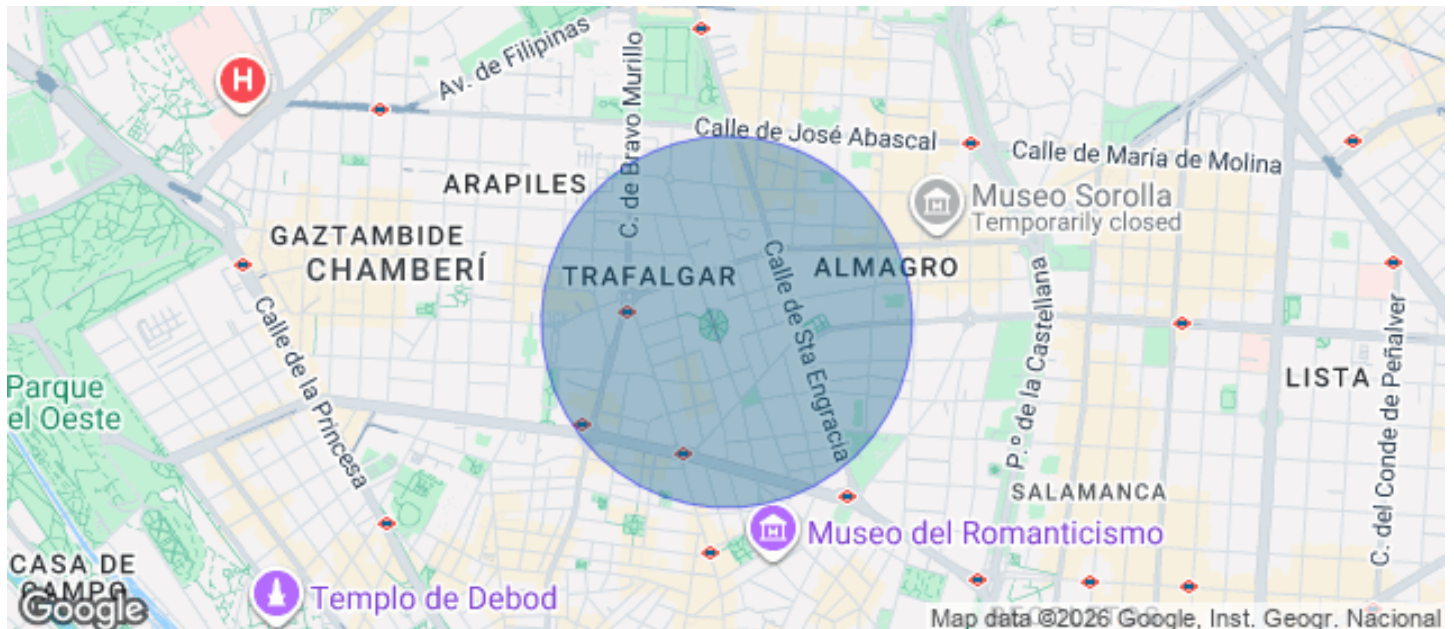 Av. de Filipinas
C. de Bravo Murillo
H
Calle de José Abascal
Calle de María de Molina
ARAPILES
Museo Sorolla
Temporarily closed
GAZTAMBIDE
CHAMBERÍ
TRAFALGAR
ALMAGRO
Calle de Sta Engracia
Calle de la Princesa
P.º de la Castellana
C. del Conde de Peñalver
Parque
el Oeste
LISTA
SALAMANCA
Museo del Romanticismo
CASA DE
CAMPO
Templo de Debod
Google
Map data ©2026 Google, Inst. Geogr. Nacional